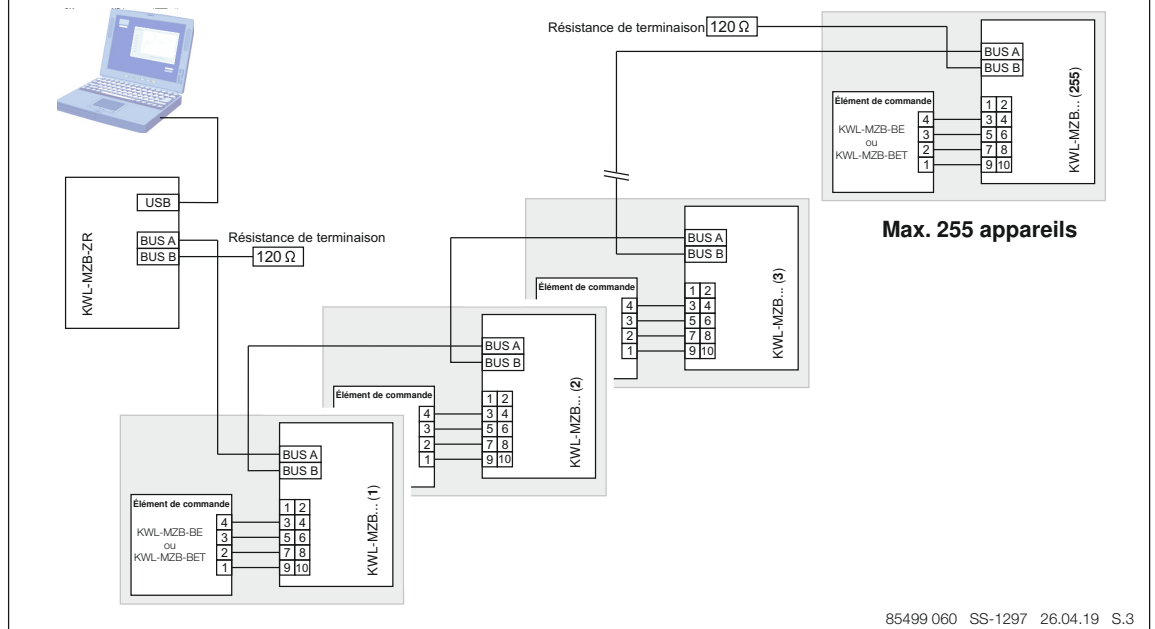 Résistance de terminaison 120 Ω
BUS A
BUS B
Élément de commande
KWL-MZB-BE
ou
KWL-MZB-BET
4
3
2
1
1 2
3 4
5 6
7 8
9 10
KWL-MZB... (255)
Max. 255 appareils
USB
BUS A
BUS B
KWL-MZB-ZR
Résistance de terminaison
120 Ω
BUS A
BUS B
Élément de commande
4
3
2
1
1 2
3 4
5 6
7 8
9 10
KWL-MZB... (3)
BUS A
BUS B
Élément de commande
4
3
2
1
1 2
3 4
5 6
7 8
9 10
KWL-MZB... (2)
BUS A
BUS B
Élément de commande
KWL-MZB-BE
ou
KWL-MZB-BET
4
3
2
1
1 2
3 4
5 6
7 8
9 10
KWL-MZB... (1)
85499 060 SS-1297 26.04.19 S.3